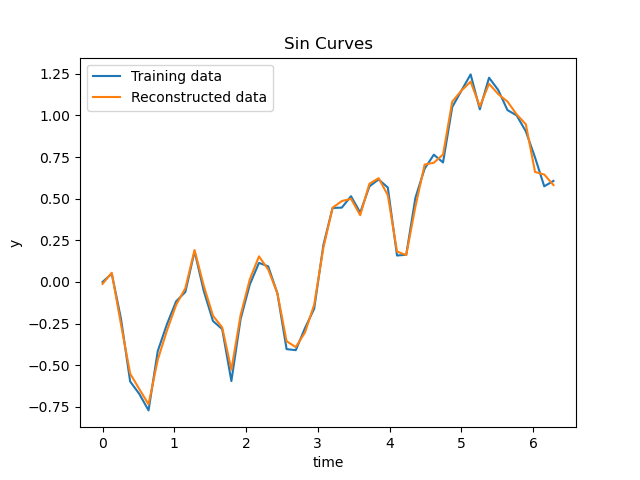 Sin Curves
Training data
Reconstructed data
1.25
1.00
0.75
0.50
0.25
0.00
−0.25
−0.50
−0.75
y
0 1 2 3 4 5 6
time